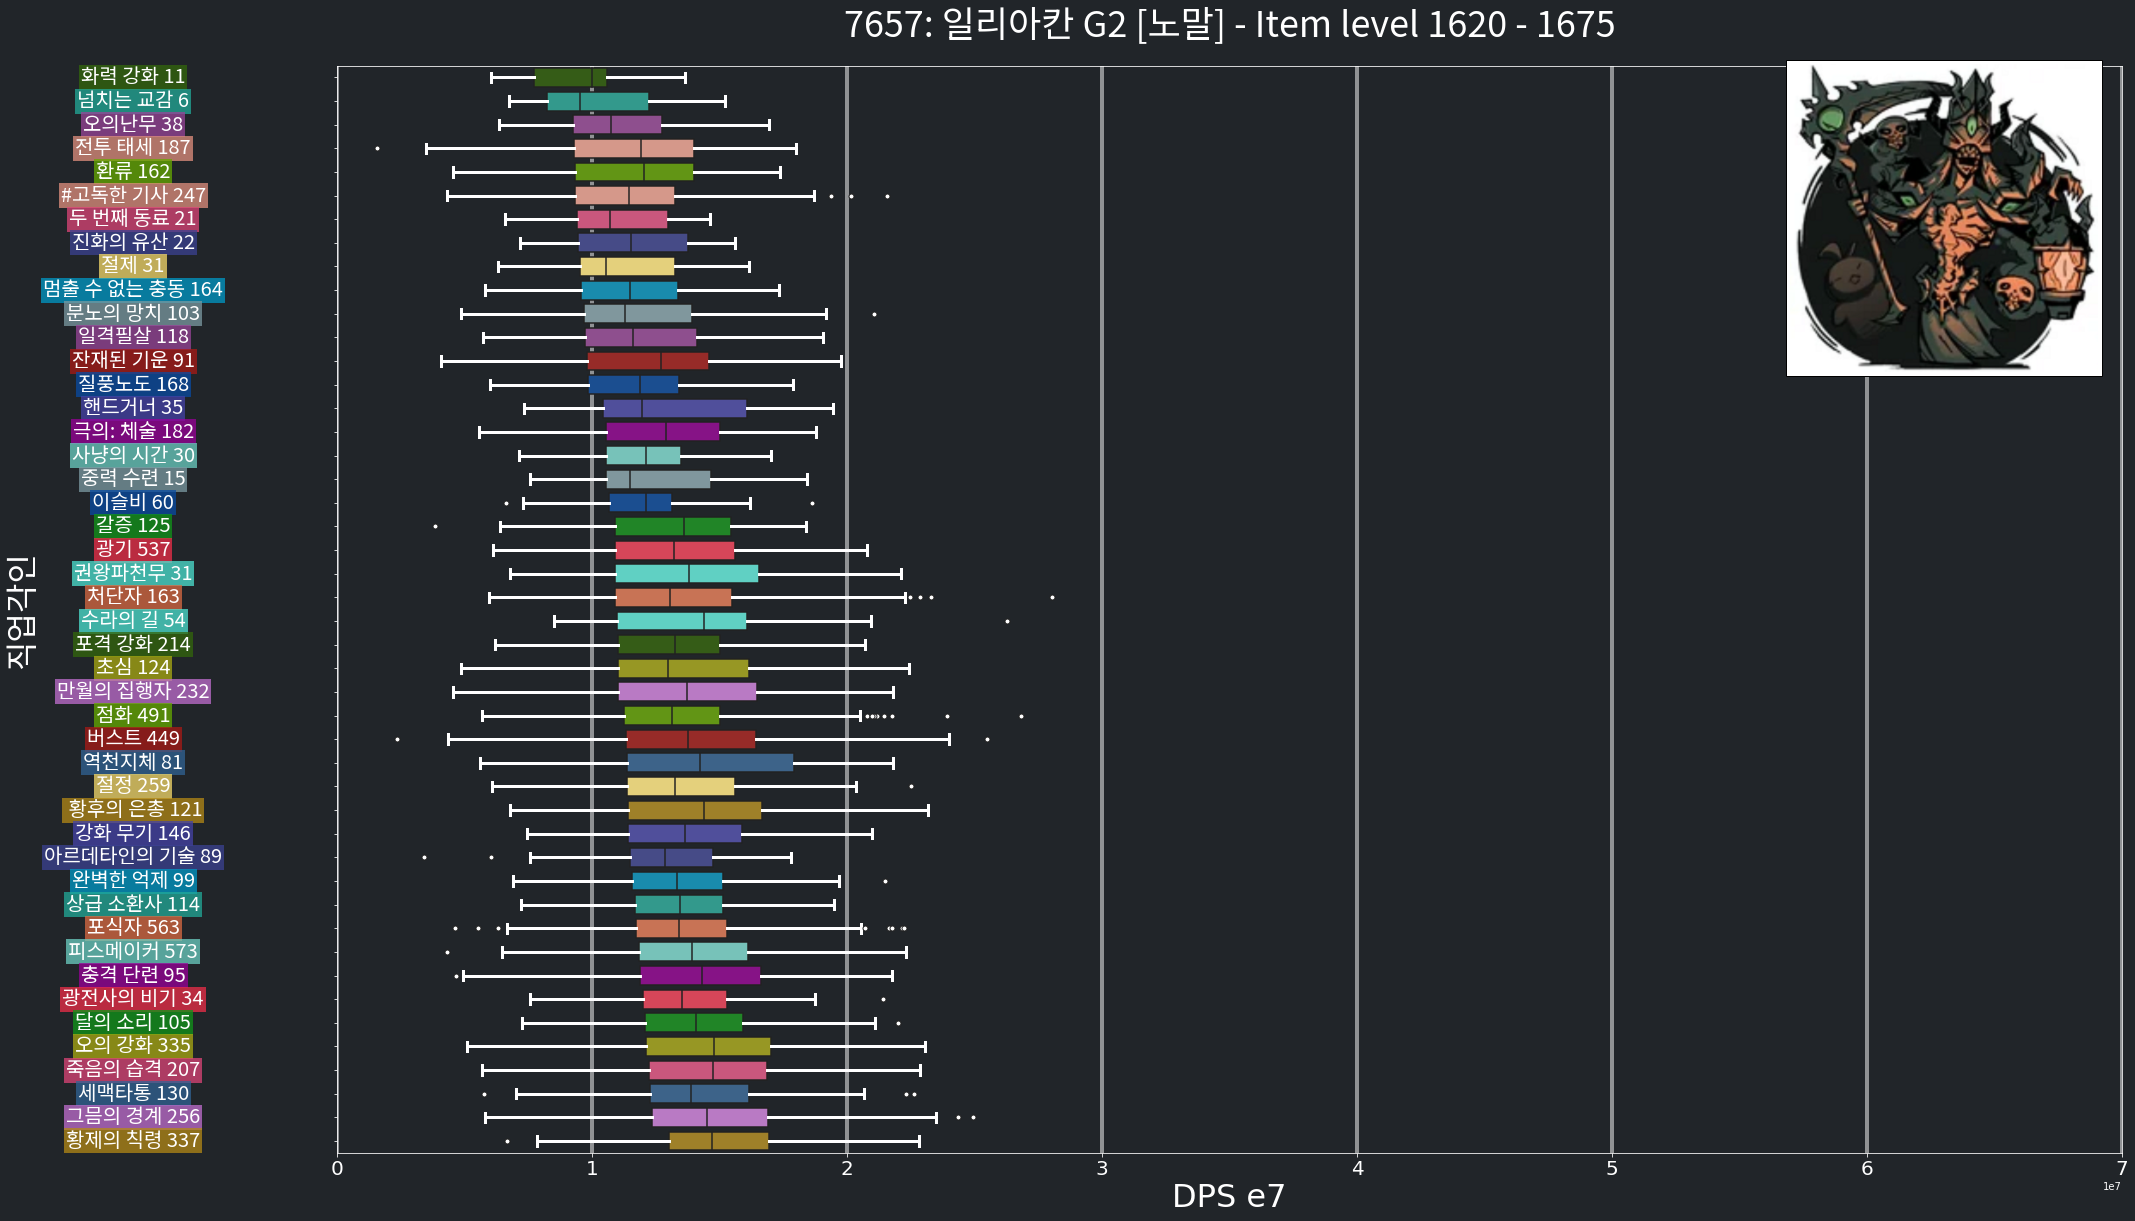 7657: 일리아칸 G2 [노말] - Item level 1620 - 1675
직업각인
화력 강화 11
넘치는 교감 6
오의난무 38
전투 태세 187
환류 162
#고독한 기사 247
두 번째 동료 21
진화의 유산 22
절제 31
멈출 수 없는 충동 164
분노의 망치 103
일격필살 118
잔재된 기운 91
질풍노도 168
핸드거너 35
극의: 체술 182
사냥의 시간 30
중력 수련 15
이슬비 60
갈증 125
광기 537
권왕파천무 31
처단자 163
수라의 길 54
포격 강화 214
초심 124
만월의 집행자 232
점화 491
버스트 449
역천지체 81
절정 259
황후의 은총 121
강화 무기 146
아르데타인의 기술 89
완벽한 억제 99
상급 소환사 114
포식자 563
피스메이커 573
충격 단련 95
광전사의 비기 34
달의 소리 105
오의 강화 335
죽음의 습격 207
세맥타통 130
그믐의 경계 256
황제의 칙령 337
0 1 2 3 4 5 6 7
1e7
DPS e7